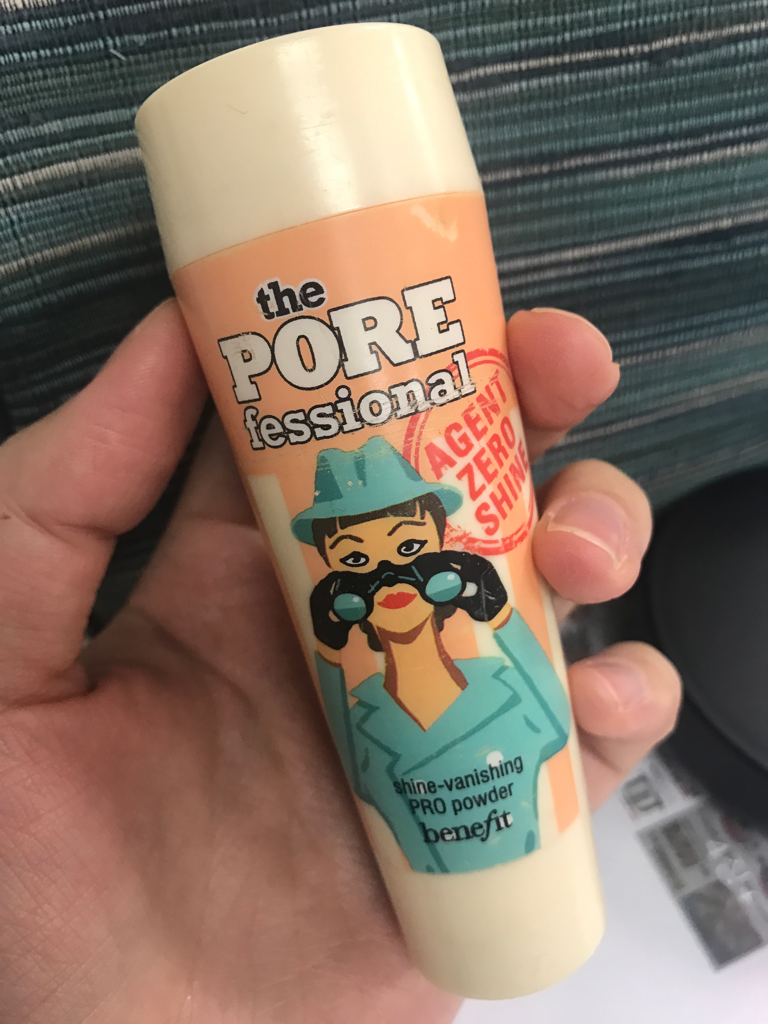 the
PORE
fessional
AGENT
ZERO
SHINE
shine-vanishing
PRO powder
benefit